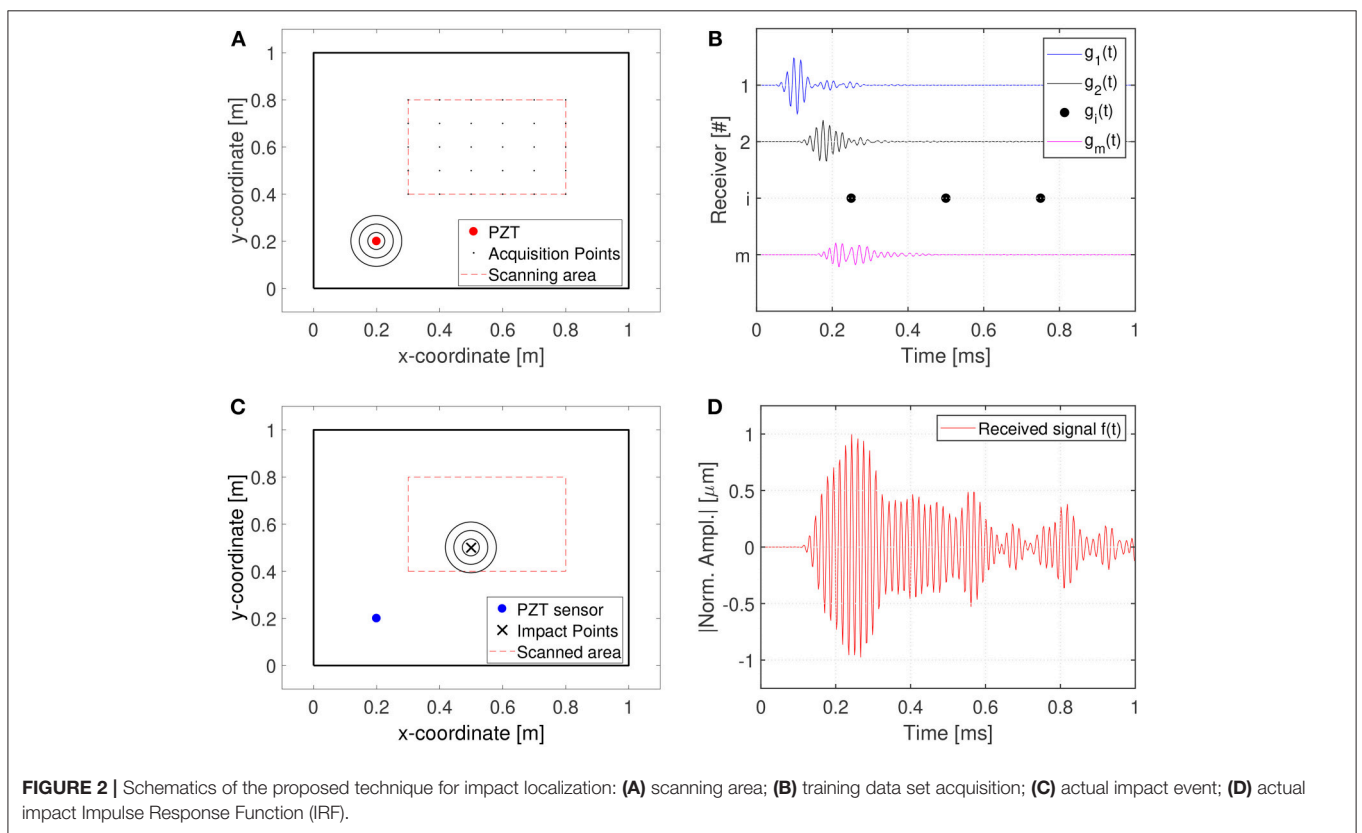 A
1
0.8
0.6
0.4
0.2
0
y-coordinate [m]
PZT
Acquisition Points
Scanning area
0 0.2 0.4 0.6 0.8 1
x-coordinate [m]
B
1
2
i
m
Receiver [#]
g_1(t)
g_2(t)
g_i(t)
g_m(t)
0 0.2 0.4 0.6 0.8 1
Time [ms]
C
1
0.8
0.6
0.4
0.2
0
y-coordinate [m]
PZT sensor
Impact Points
Scanned area
0 0.2 0.4 0.6 0.8 1
x-coordinate [m]
D
1
0.5
0
-0.5
-1
|Norm. Ampl.| [μm]
Received signal f(t)
0 0.2 0.4 0.6 0.8 1
Time [ms]
FIGURE 2 | Schematics of the proposed technique for impact localization: (A) scanning area; (B) training data set acquisition; (C) actual impact event; (D) actual
impact Impulse Response Function (IRF).